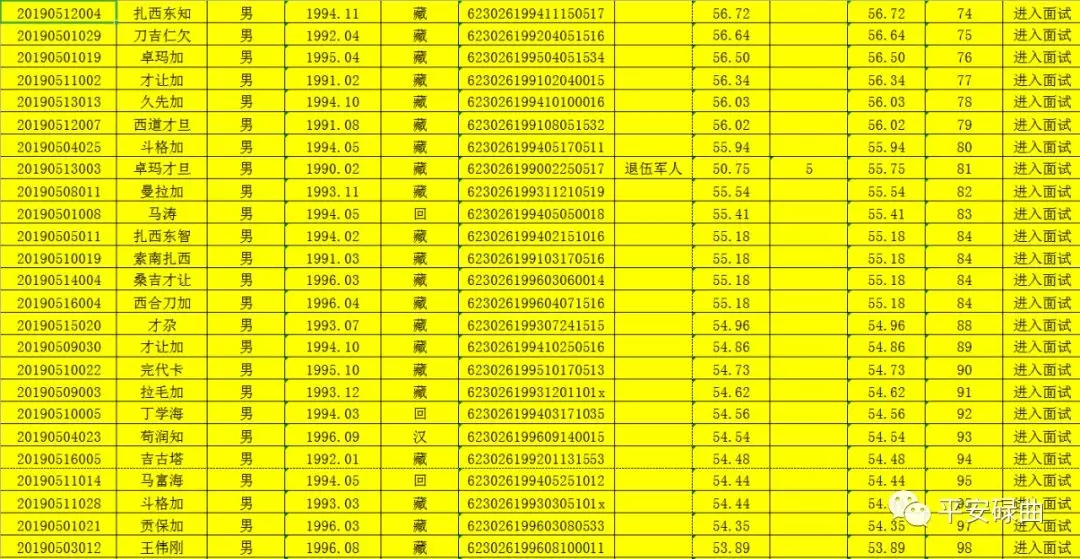 20190512004 扎西东知 男 1994.11 藏 623026199411150517 56.72 56.72 74 进入面试
20190501029 刀吉仁欠 男 1992.04 藏 623026199204051516 56.64 56.64 75 进入面试
20190501019 卓玛加 男 1995.04 藏 623026199504051534 56.50 56.50 76 进入面试
20190511002 才让加 男 1991.02 藏 623026199102040015 56.34 56.34 77 进入面试
20190513013 久先加 男 1994.10 藏 623026199410100016 56.03 56.03 78 进入面试
20190512007 西道才旦 男 1991.08 藏 623026199108051532 56.02 56.02 79 进入面试
20190504025 斗格加 男 1994.05 藏 623026199405170511 55.94 55.94 80 进入面试
20190513003 卓玛才旦 男 1990.02 藏 623026199002250517 退伍军人 50.75 5 55.75 81 进入面试
20190508011 曼拉加 男 1993.11 藏 623026199311210519 55.54 55.54 82 进入面试
20190501008 马涛 男 1994.05 回 623026199405050018 55.41 55.41 83 进入面试
20190505011 扎西东智 男 1994.02 藏 623026199402151016 55.18 55.18 84 进入面试
20190510019 索南扎西 男 1991.03 藏 623026199103170516 55.18 55.18 84 进入面试
20190514004 桑吉才让 男 1996.03 藏 623026199603060014 55.18 55.18 84 进入面试
20190516004 西合刀加 男 1996.04 藏 623026199604071516 55.18 55.18 84 进入面试
20190515020 才尕 男 1993.07 藏 623026199307241515 54.96 54.96 88 进入面试
20190509030 才让加 男 1994.10 藏 623026199410250516 54.86 54.86 89 进入面试
20190510022 完代卡 男 1995.10 藏 623026199510170513 54.73 54.73 90 进入面试
20190509003 拉毛加 男 1993.12 藏 62302619931201101x 54.62 54.62 91 进入面试
20190510005 丁学海 男 1994.03 回 623026199403171035 54.56 54.56 92 进入面试
20190504023 苟润知 男 1996.09 汉 623026199609140015 54.54 54.54 93 进入面试
20190516005 吉古塔 男 1992.01 藏 623026199201131553 54.48 54.48 94 进入面试
20190511014 马富海 男 1994.05 回 623026199405251012 54.44 54.44 95 进入面试
20190511028 斗格加 男 1993.03 藏 62302619930305101x 54.44 进入面试
20190501021 贡保加 男 1996.03 藏 623026199603080533 54.35 54.35 97 进入面试
20190503012 王伟刚 男 1996.08 藏 623026199608100011 53.89 53.89 98 进入面试
平安碌曲